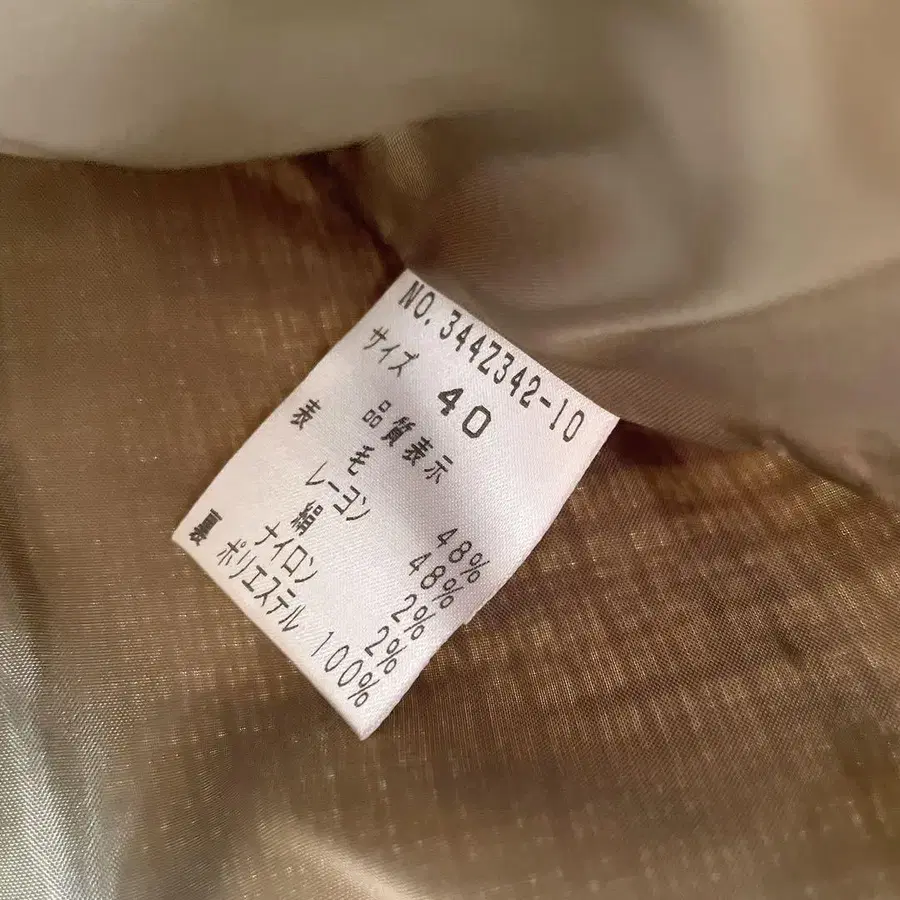 NO.344Z342-10
サイズ 40
品質表示
表 毛 48%
レーヨン 48%
絹 2%
ナイロン 2%
裏 ポリエステル 100%